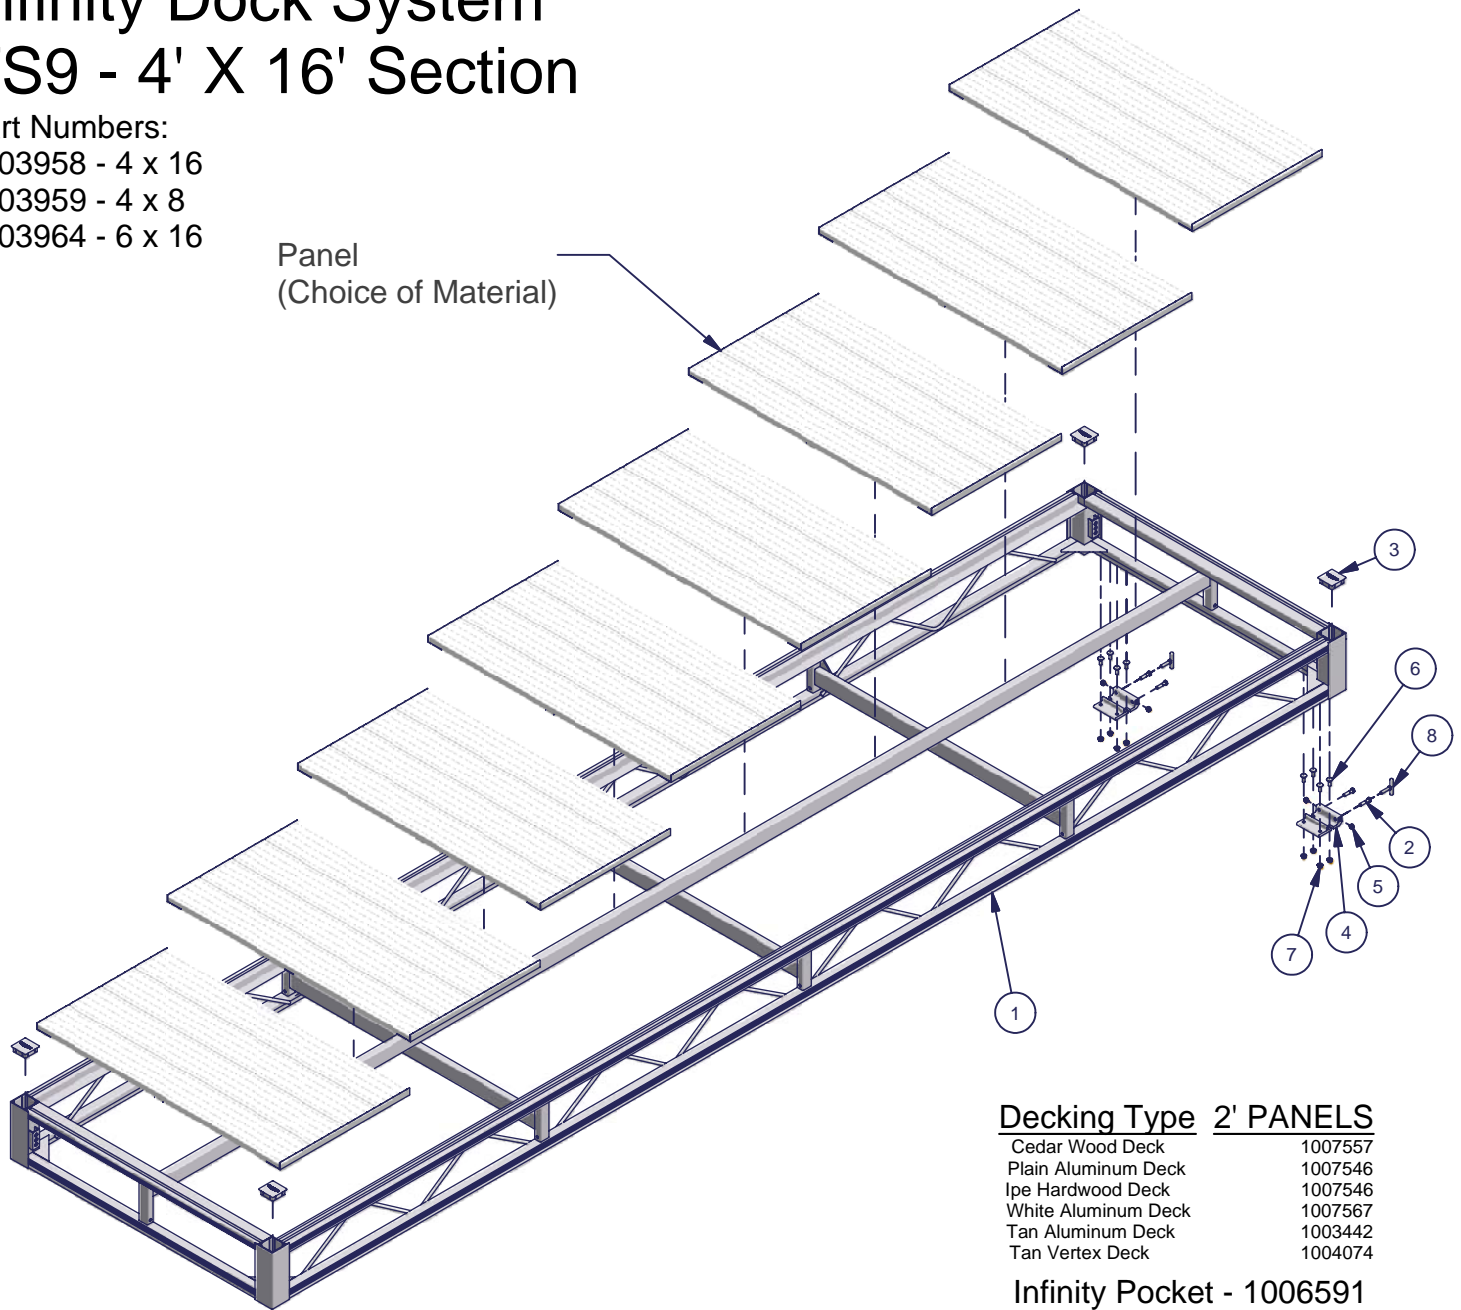 nfinity Dock System
S9 - 4' X 16' Section
rt Numbers:
03958 - 4 x 16
03959 - 4 x 8
03964 - 6 x 16
Panel
(Choice of Material)
3
6
8
2
5
4
7
1
Decking Type 2' PANELS
Cedar Wood Deck 1007557
Plain Aluminum Deck 1007546
Ipe Hardwood Deck 1007546
White Aluminum Deck 1007567
Tan Aluminum Deck 1003442
Tan Vertex Deck 1004074
Infinity Pocket - 1006591